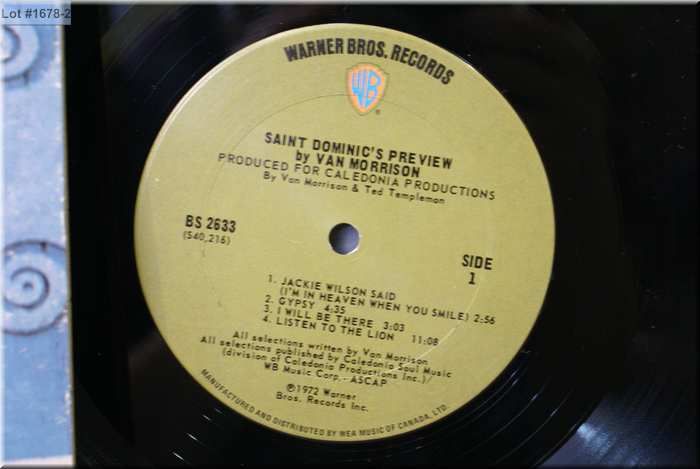 Lot #1678-2
WARNER BROS. RECORDS
WB
®
SAINT DOMINIC'S PREVIEW
by VAN MORRISON
PRODUCED FOR CALEDONIA PRODUCTIONS
By Van Morrison & Ted Templeman
BS 2633
(S40,216)
SIDE
1
1. JACKIE WILSON SAID
(I'M IN HEAVEN WHEN YOU SMILE) 2:56
2. GYPSY 4:35
3. I WILL BE THERE 3:03
4. LISTEN TO THE LION 11:08
All selections written by Van Morrison
All selections published by Caledonia Soul Music
(division of Caledonia Productions Inc.)/
WB Music Corp.-ASCAP
℗1972 Warner
Bros. Records Inc.
MANUFACTURED AND DISTRIBUTED BY WEA MUSIC OF CANADA, LTD.